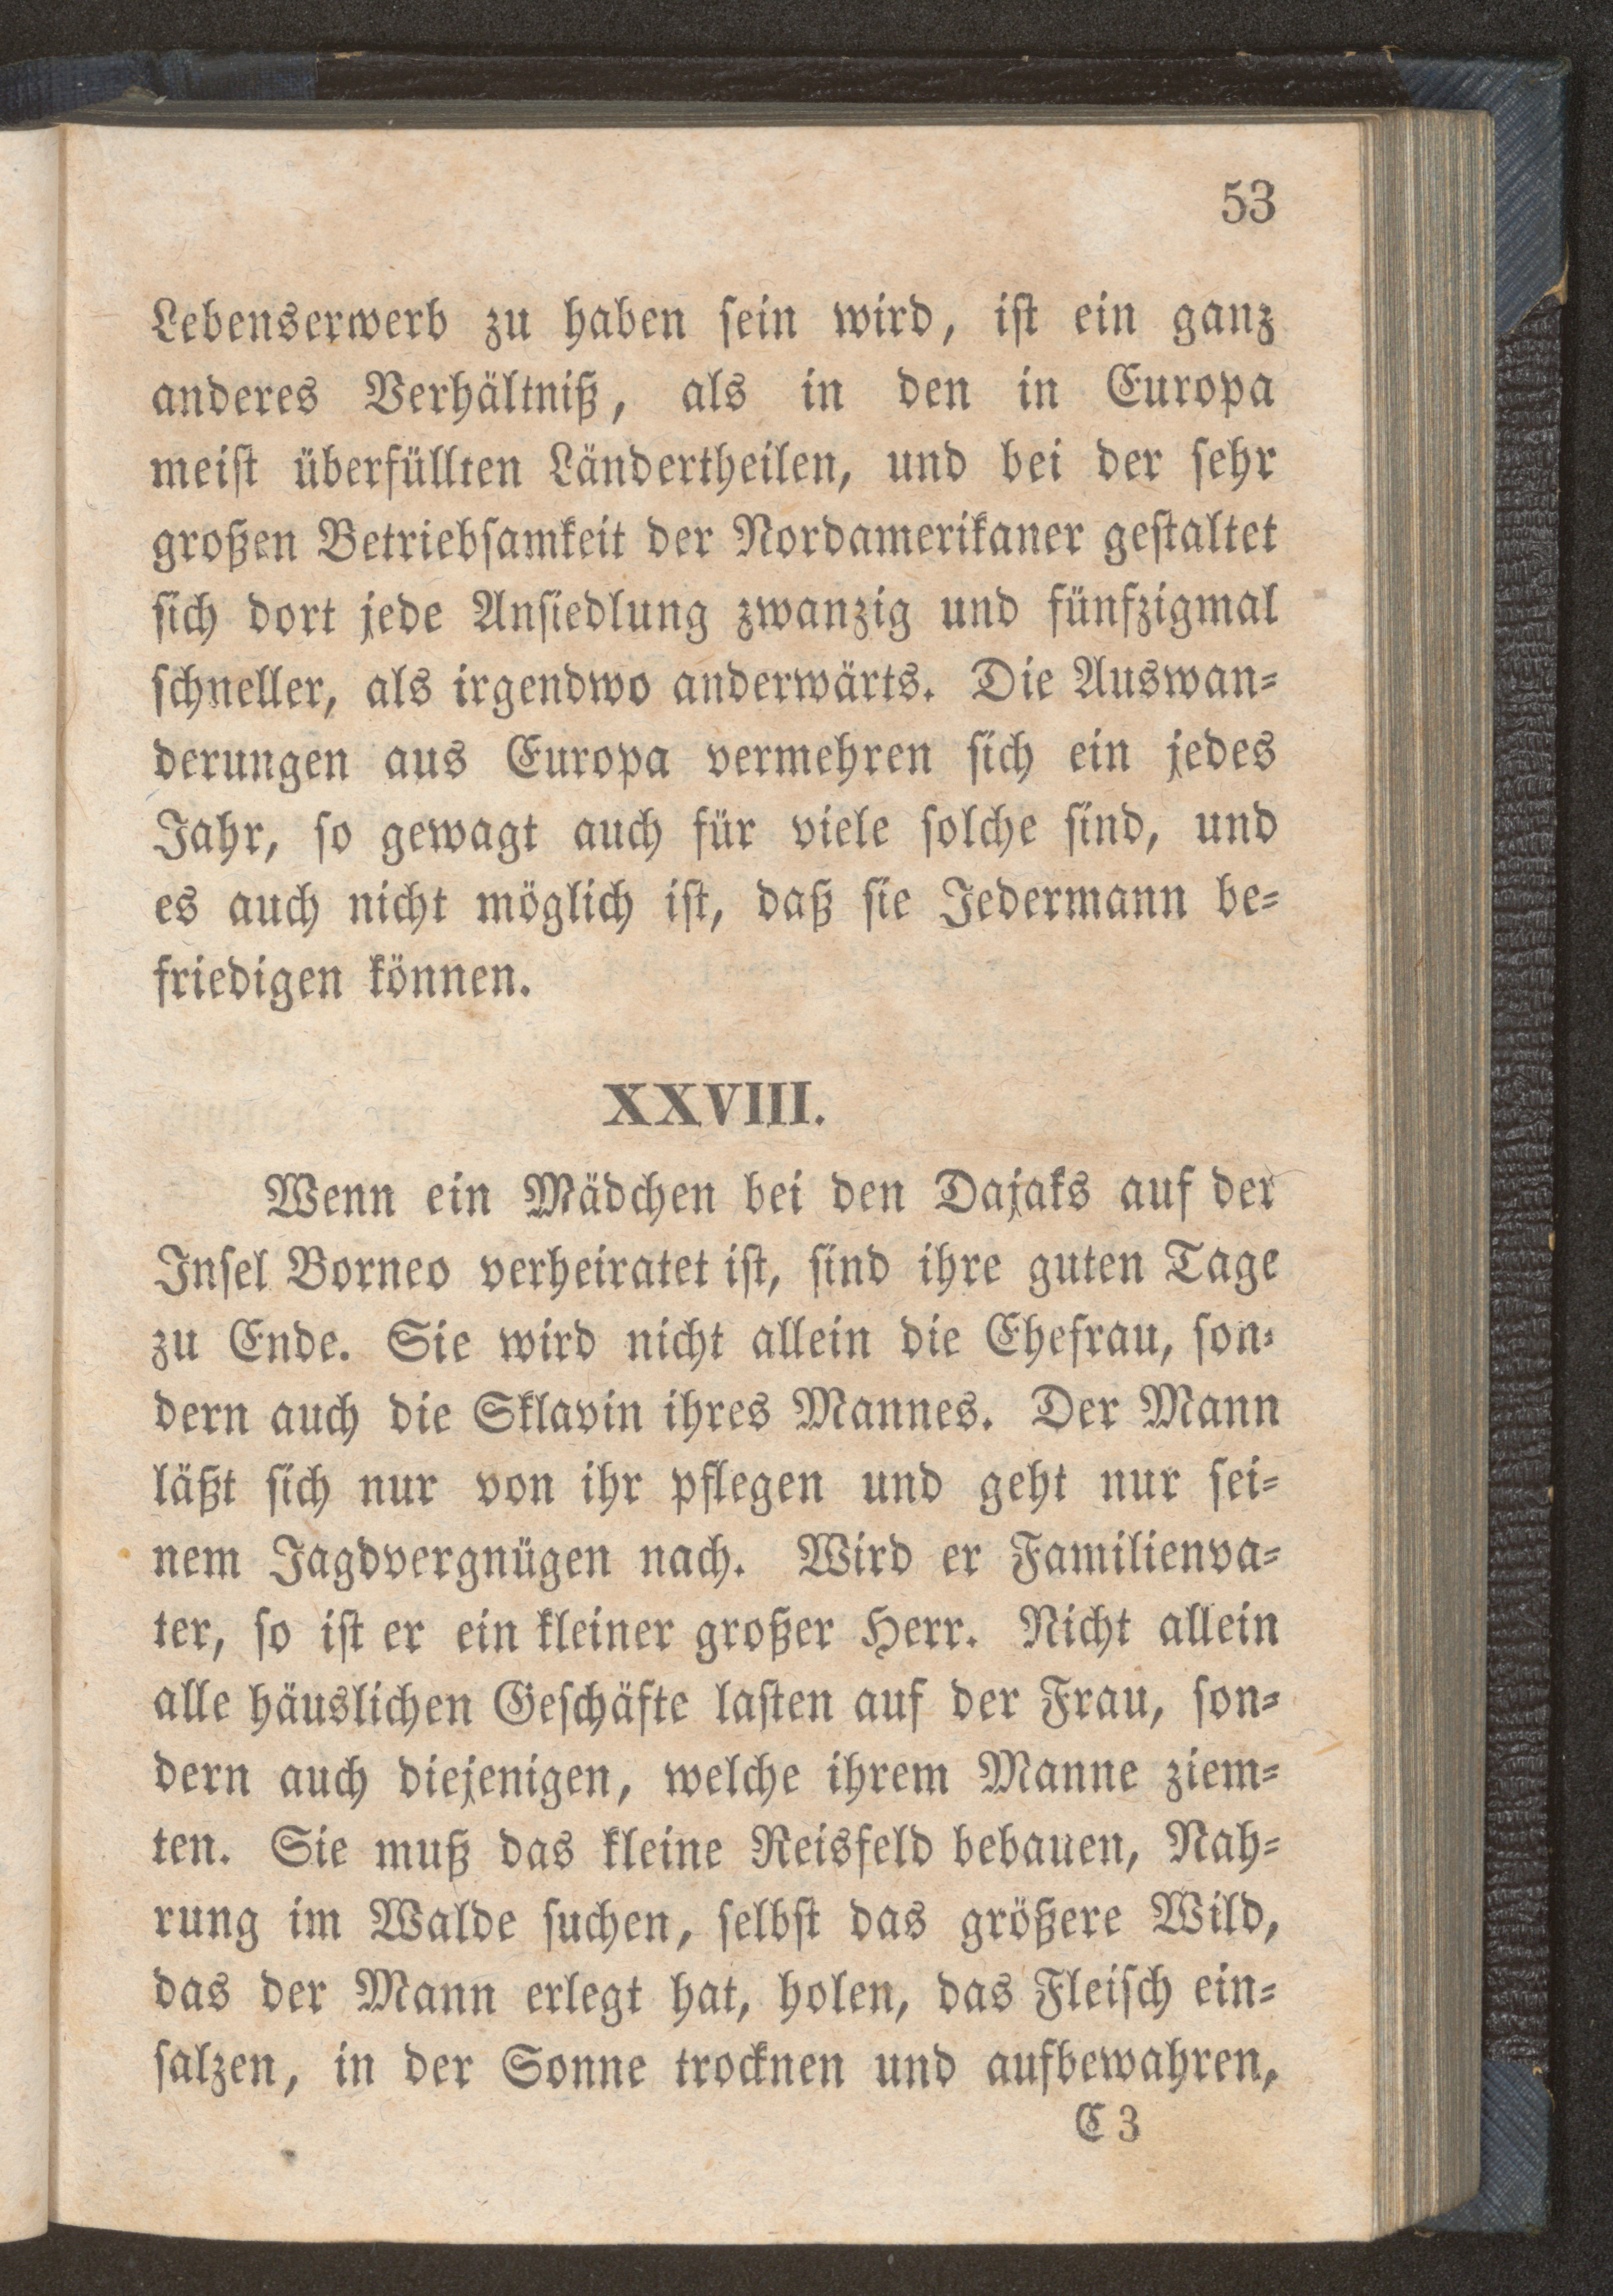 53
Lebenserwerb zu haben sein wird, ist ein ganz
anderes Verhältniß, als in den in Europa
meist überfüllten Ländertheilen, und bei der sehr
großen Betriebsamkeit der Nordamerikaner gestaltet
sich dort jede Ansiedlung zwanzig und fünfzigmal
schneller, als irgendwo anderwärts. Die Auswan-
derungen aus Europa vermehren sich ein jedes
Jahr, so gewagt auch für viele solche sind, und
es auch nicht möglich ist, daß sie Jedermann be-
friedigen können.
XXVIII.
Wenn ein Mädchen bei den Dajaks auf der
Insel Borneo verheiratet ist, sind ihre guten Tage
zu Ende. Sie wird nicht allein die Ehefrau, son-
dern auch die Sklavin ihres Mannes. Der Mann
läßt sich nur von ihr pflegen und geht nur sei-
nem Jagdvergnügen nach. Wird er Familienva-
ter, so ist er ein kleiner großer Herr. Nicht allein
alle häuslichen Geschäfte lasten auf der Frau, son-
dern auch diejenigen, welche ihrem Manne ziem-
ten. Sie muß das kleine Reisfeld bebauen, Nah-
rung im Walde suchen, selbst das größere Wild,
das der Mann erlegt hat, holen, das Fleisch ein-
salzen, in der Sonne trocknen und aufbewahren,
C 3